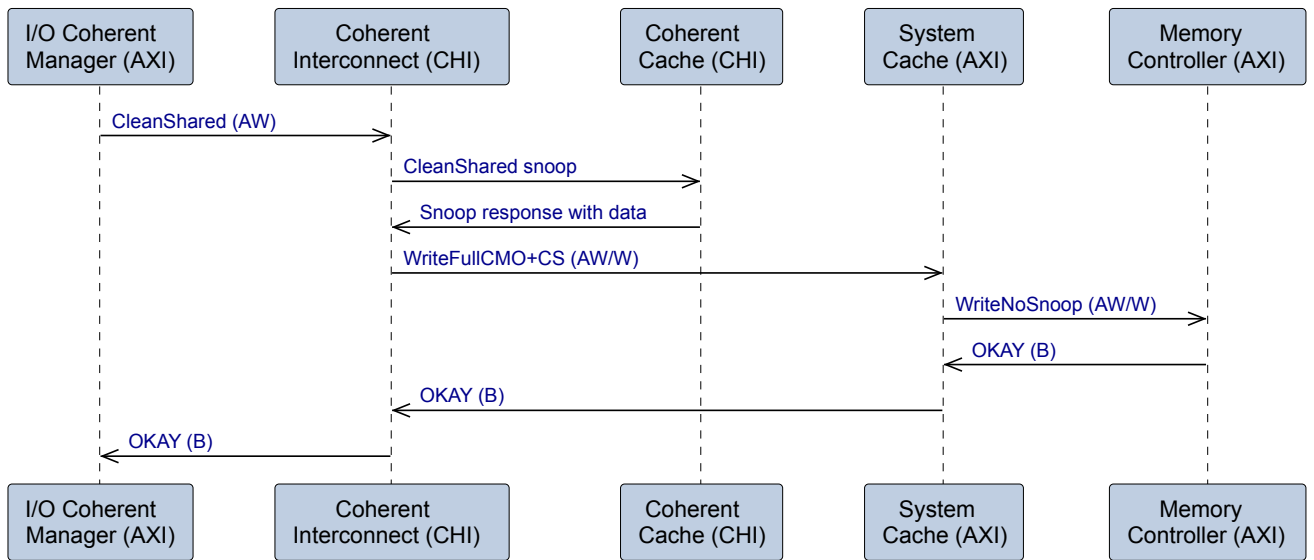 I/O Coherent
Manager (AXI)
Coherent
Interconnect (CHI)
Coherent
Cache (CHI)
System
Cache (AXI)
Memory
Controller (AXI)
CleanShared (AW)
CleanShared snoop
Snoop response with data
WriteFullCMO+CS (AW/W)
WriteNoSnoop (AW/W)
OKAY (B)
OKAY (B)
OKAY (B)
I/O Coherent
Manager (AXI)
Coherent
Interconnect (CHI)
Coherent
Cache (CHI)
System
Cache (AXI)
Memory
Controller (AXI)